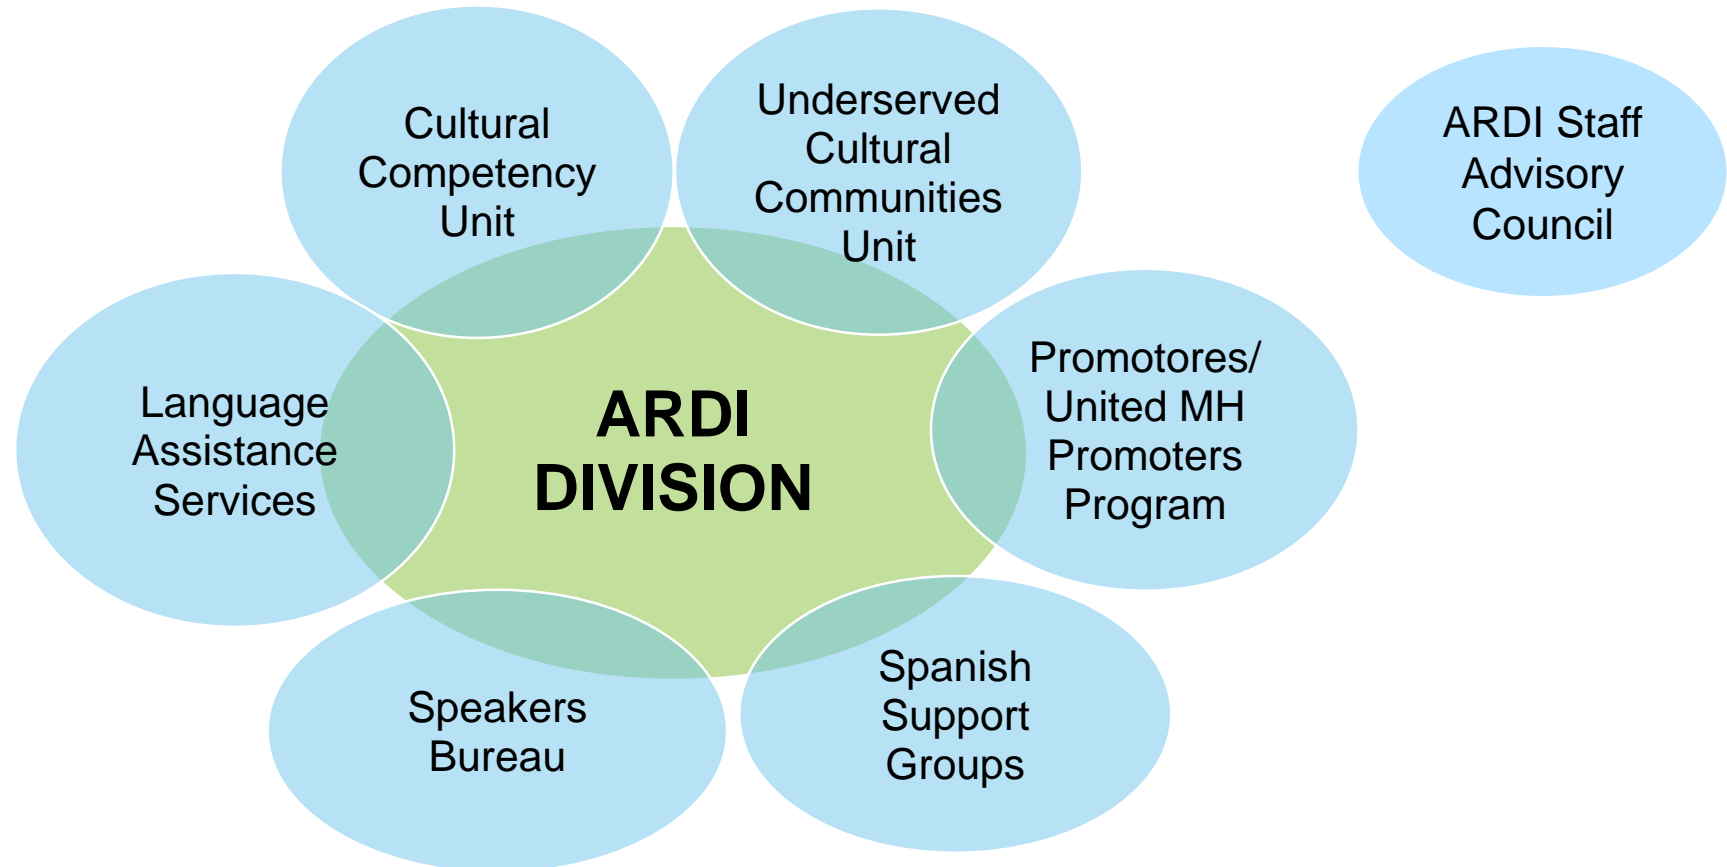 Cultural
Competency
Unit
Underserved
Cultural
Communities
Unit
ARDI Staff
Advisory
Council
Language
Assistance
Services
ARDI
DIVISION
Promotores/
United MH
Promoters
Program
Speakers
Bureau
Spanish
Support
Groups